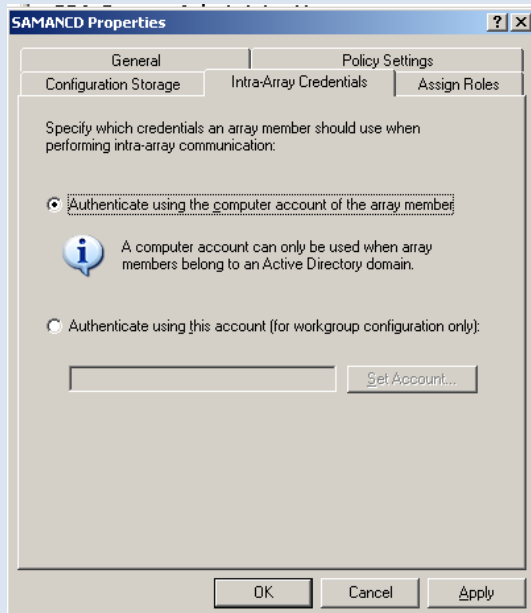 SAMANCD Properties
General
Policy Settings
Configuration Storage
Intra-Array Credentials
Assign Roles
Specify which credentials an array member should use when
performing intra-array communication:
Authenticate using the computer account of the array member
A computer account can only be used when array
members belong to an Active Directory domain.
Authenticate using this account (for workgroup configuration only):
Set Account...
OK
Cancel
Apply